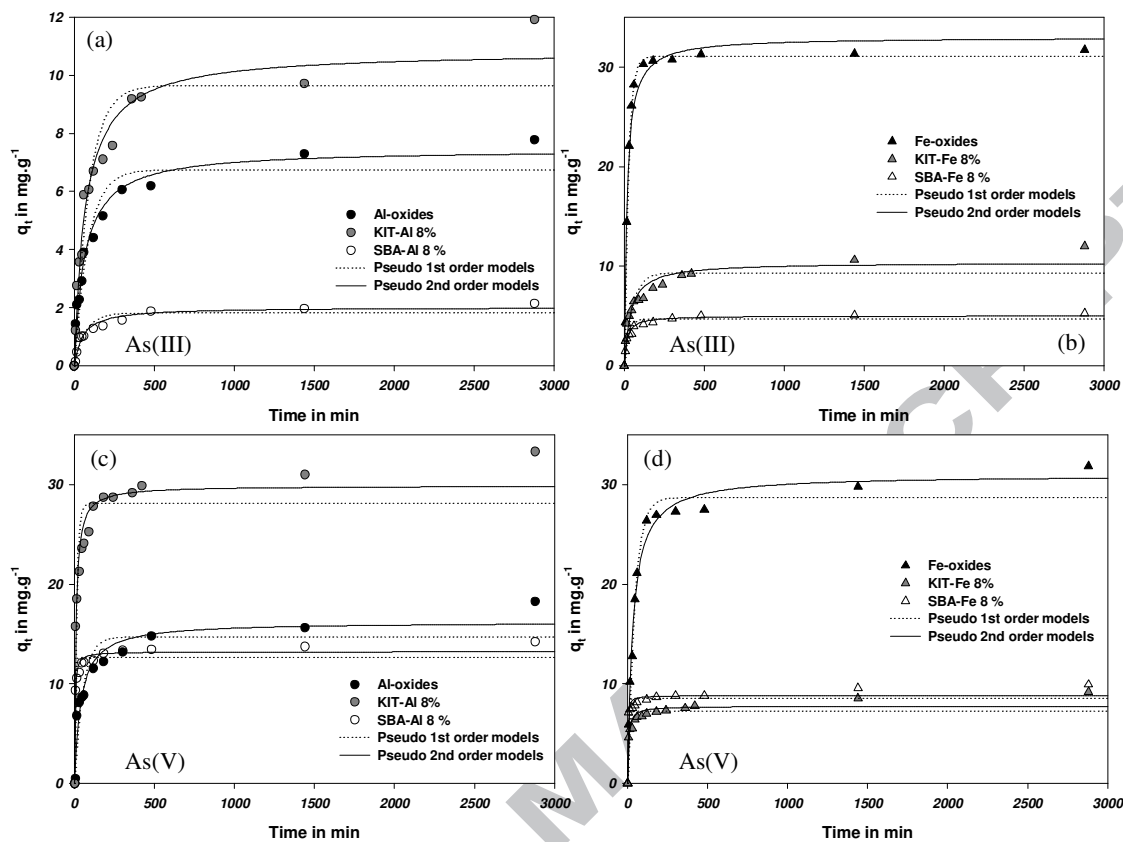 (a)
q_t in mg.g^-1
12
10
8
6
4
2
0
Al-oxides
KIT-Al 8%
SBA-Al 8 %
Pseudo 1st order models
Pseudo 2nd order models
As(III)
0 500 1000 1500 2000 2500 3000
Time in min
q_t in mg.g^-1
30
20
10
0
Fe-oxides
KIT-Fe 8%
SBA-Fe 8 %
Pseudo 1st order models
Pseudo 2nd order models
As(III)
(b)
0 500 1000 1500 2000 2500 3000
Time in min
(c)
q_t in mg.g^-1
30
20
10
0
Al-oxides
KIT-Al 8%
SBA-Al 8 %
Pseudo 1st order models
Pseudo 2nd order models
As(V)
0 500 1000 1500 2000 2500 3000
Time in min
(d)
q_t in mg.g^-1
30
20
10
0
Fe-oxides
KIT-Fe 8%
SBA-Fe 8 %
Pseudo 1st order models
Pseudo 2nd order models
As(V)
0 500 1000 1500 2000 2500 3000
Time in min